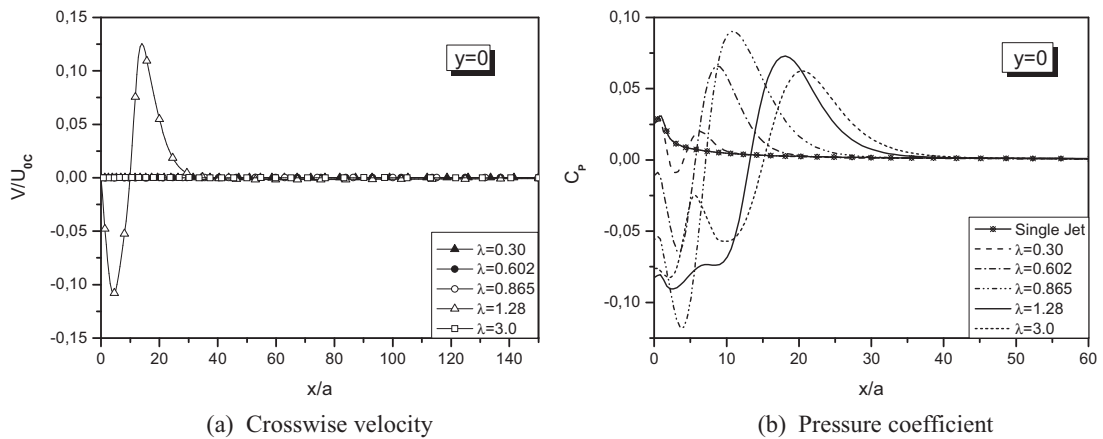 0,15
0,10
0,05
0,00
-0,05
-0,10
-0,15
0 20 40 60 80 100 120 140
V/U0C
x/a
y=0
λ=0.30
λ=0.602
λ=0.865
λ=1.28
λ=3.0
(a) Crosswise velocity
0,10
0,05
0,00
-0,05
-0,10
0 10 20 30 40 50 60
CP
x/a
y=0
Single Jet
λ=0.30
λ=0.602
λ=0.865
λ=1.28
λ=3.0
(b) Pressure coefficient